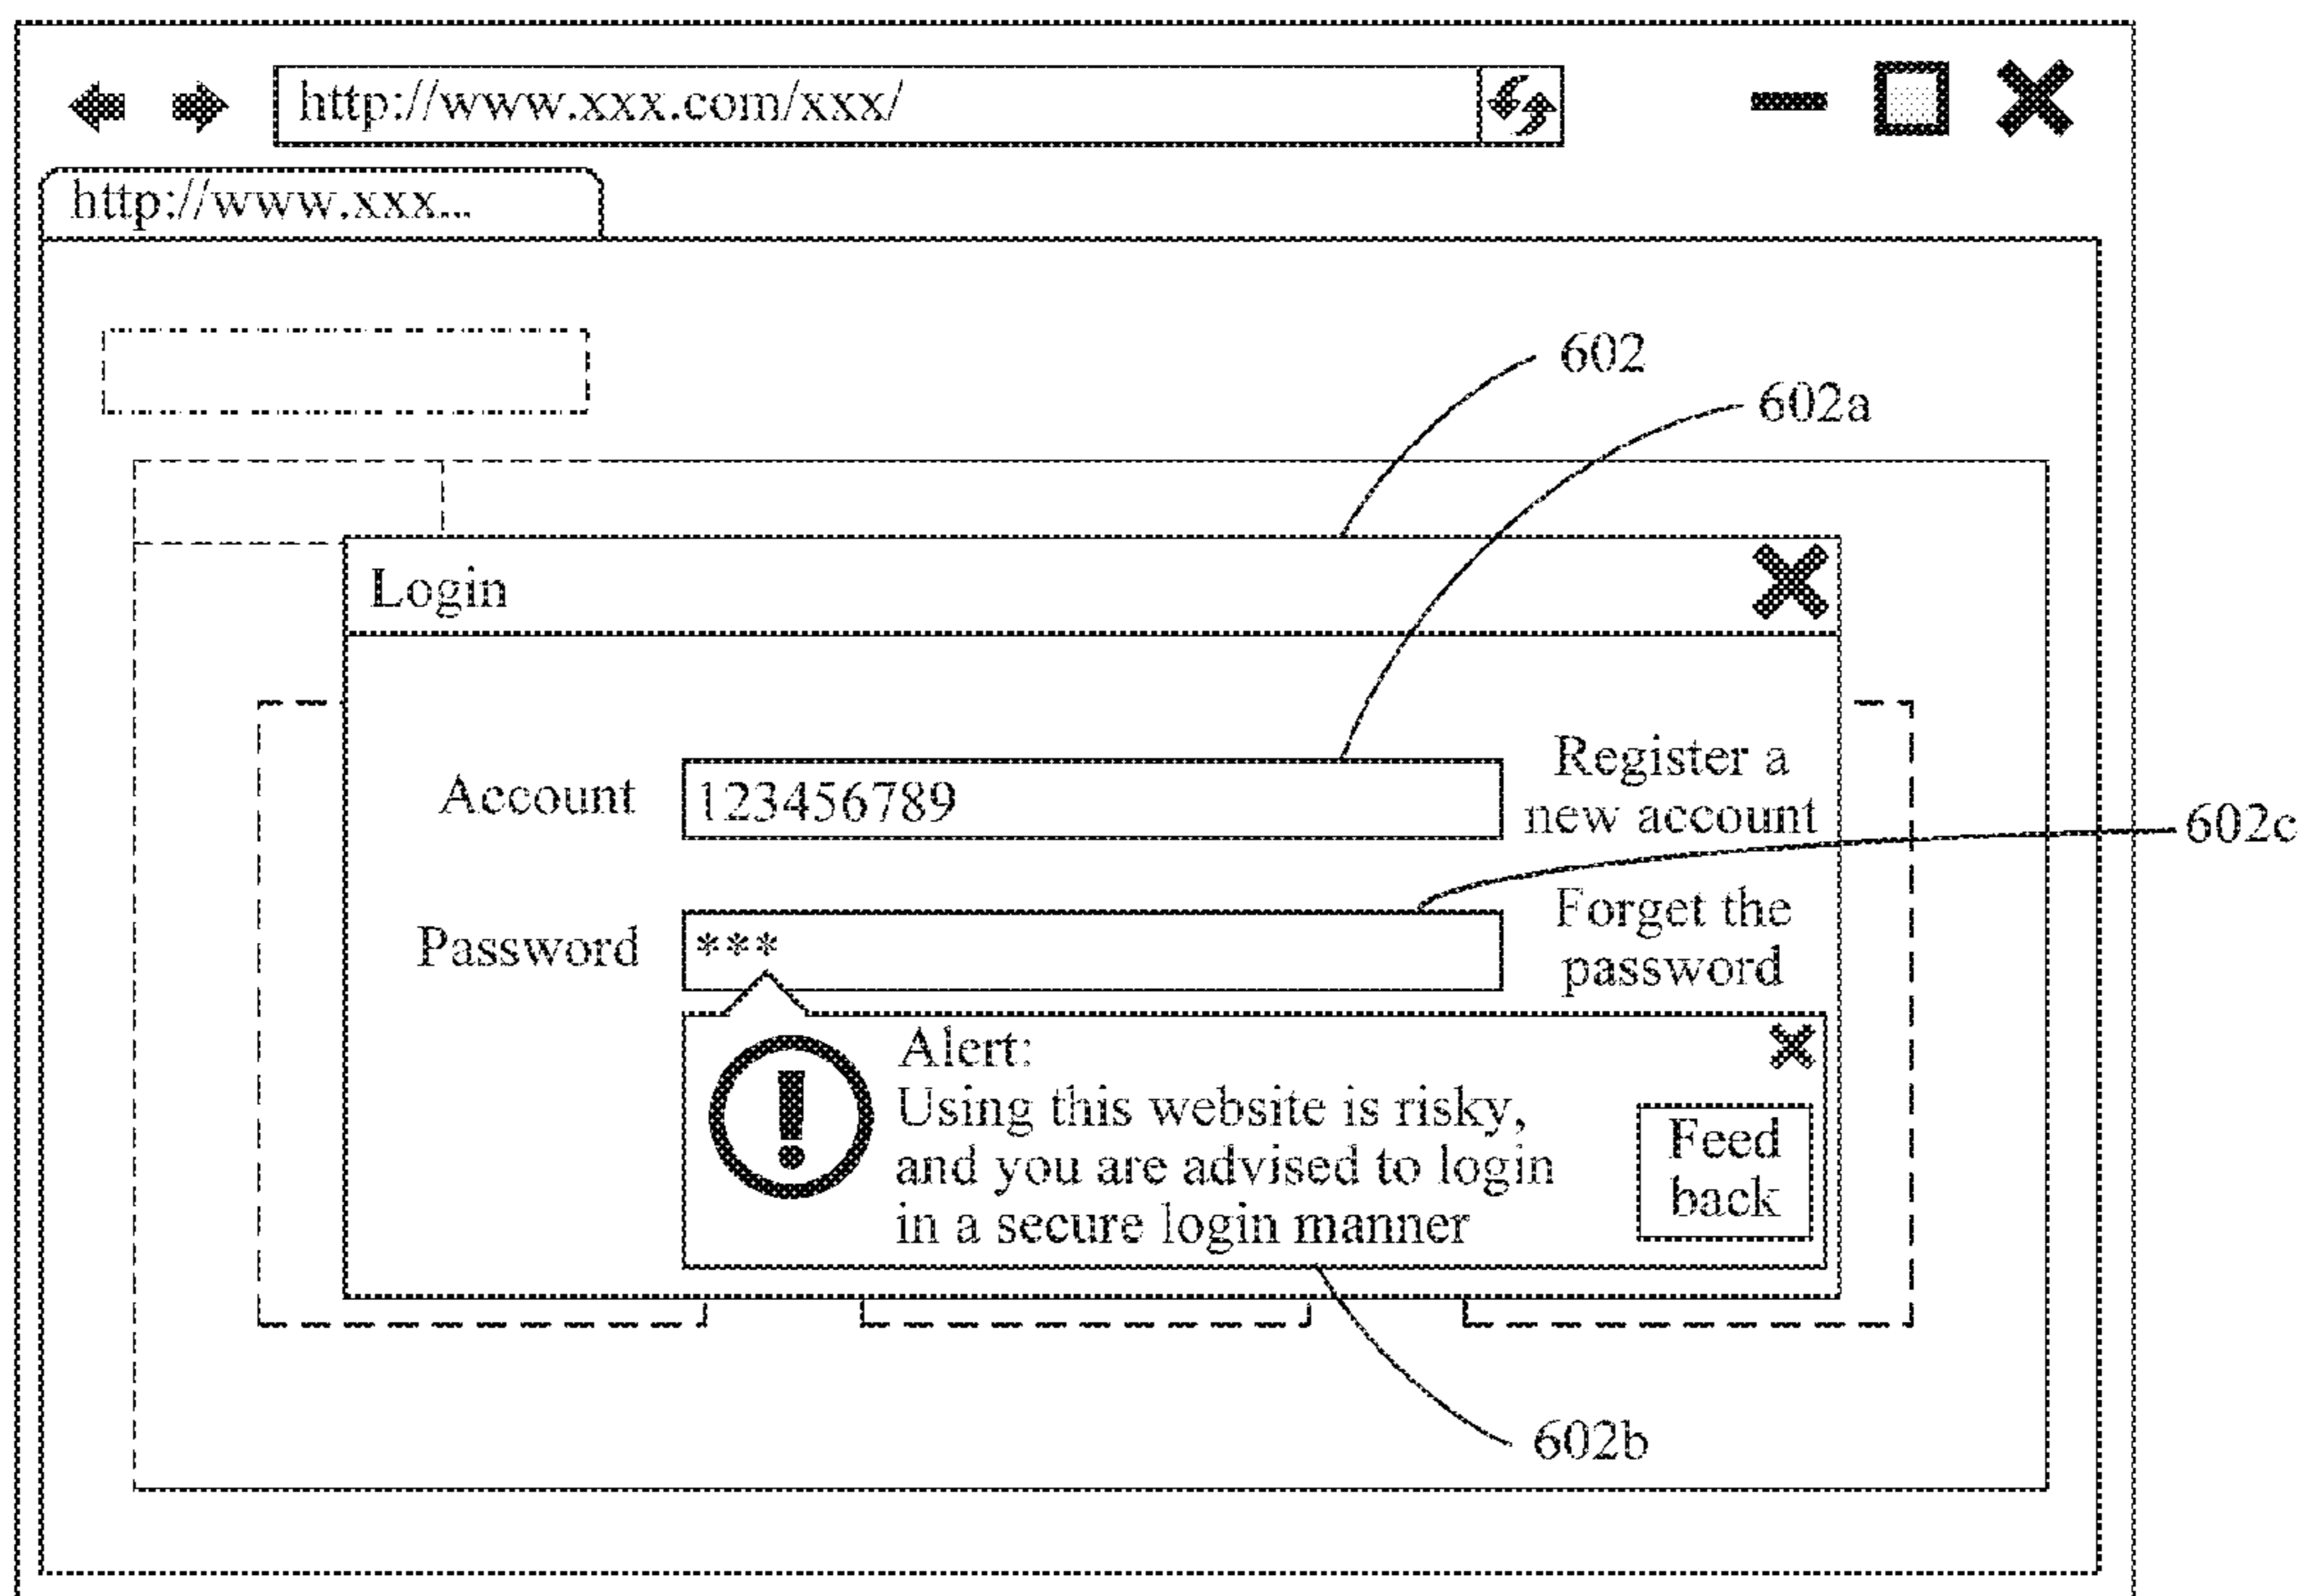 http://www.xxx.com/xxx/
http://www.xxx...
602
602a
Login
Account
123456789
Register a
new account
602c
Password
***
Forget the
password
Alert:
Using this website is risky,
and you are advised to login
in a secure login manner
Feed
back
602b